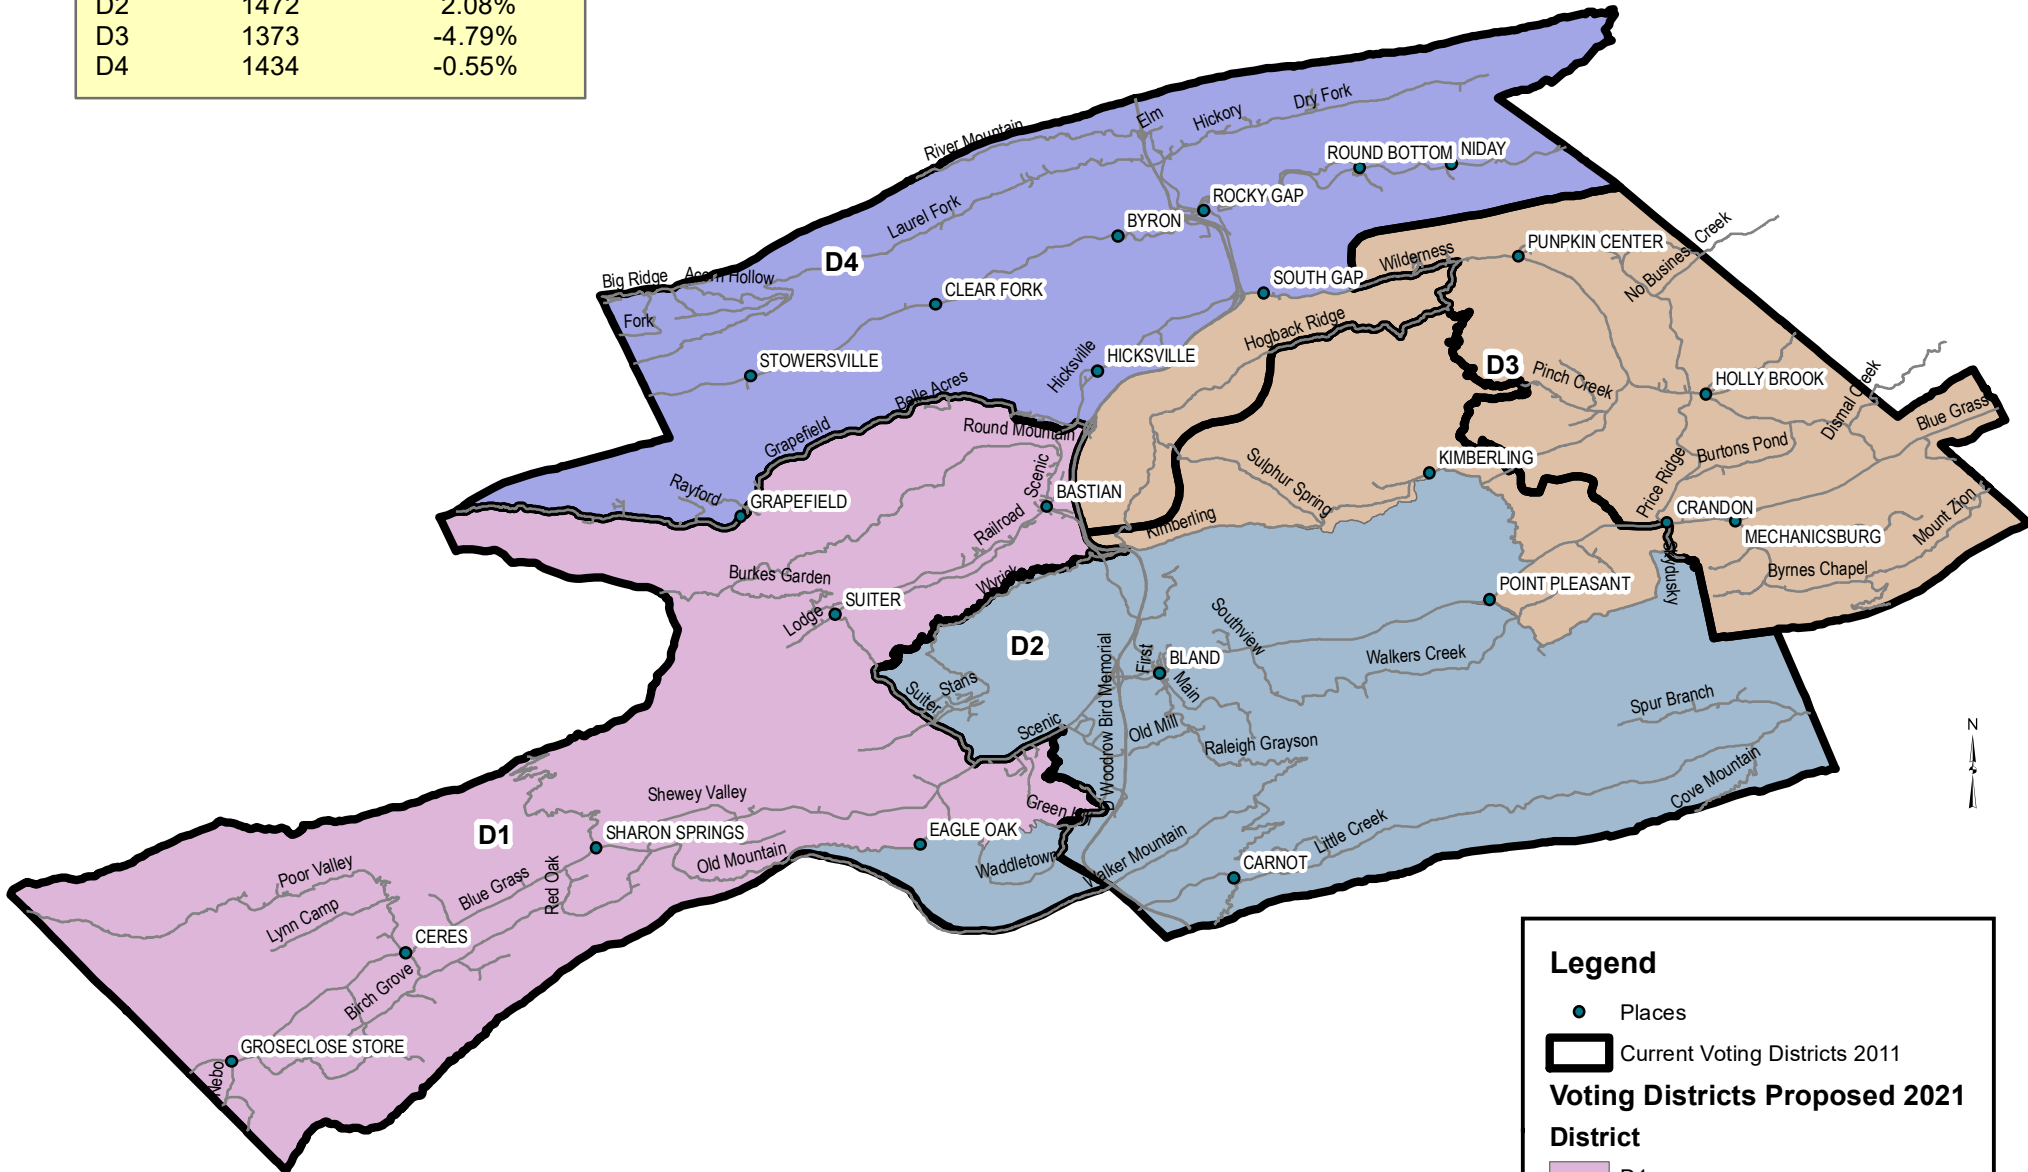 D2 1472 2.08%
D3 1373 -4.79%
D4 1434 -0.55%
Elm
Hickory
Dry Fork
River Mountain
ROUND BOTTOM
NIDAY
ROCKY GAP
Laurel Fork
BYRON
No Business Creek
PUNPKIN CENTER
D4
Wilderness
Big Ridge
Acorn Hollow
SOUTH GAP
CLEAR FORK
Fork
Hogback Ridge
STOWERSVILLE
Hicksville
HICKSVILLE
D3
Pinch Creek
HOLLY BROOK
Dismal Creek
Belle Acres
Blue Grass
Grapefield
Round Mountain
Burtons Pond
KIMBERLING
Sulphur Spring
Scenic
Price Ridge
Rayford
GRAPEFIELD
BASTIAN
CRANDON
Mount Zion
Railroad
Kimberling
MECHANICSBURG
Burkes Garden
Wyrick
Byrnes Chapel
POINT PLEASANT
SUITER
Lodge
Southview
D2
First
BLAND
Walkers Creek
Stans
Suiter
Main
Woodrow Bird Memorial
Spur Branch
Scenic
Old Mill
Raleigh Grayson
N
Cove Mountain
Shewey Valley
Green
D1
SHARON SPRINGS
EAGLE OAK
Little Creek
Old Mountain
Waddletown
Walker Mountain
CARNOT
Poor Valley
Blue Grass
Red Oak
Lynn Camp
CERES
Birch Grove
GROSECLOSE STORE
Nebo
Legend
Places
Current Voting Districts 2011
Voting Districts Proposed 2021
District